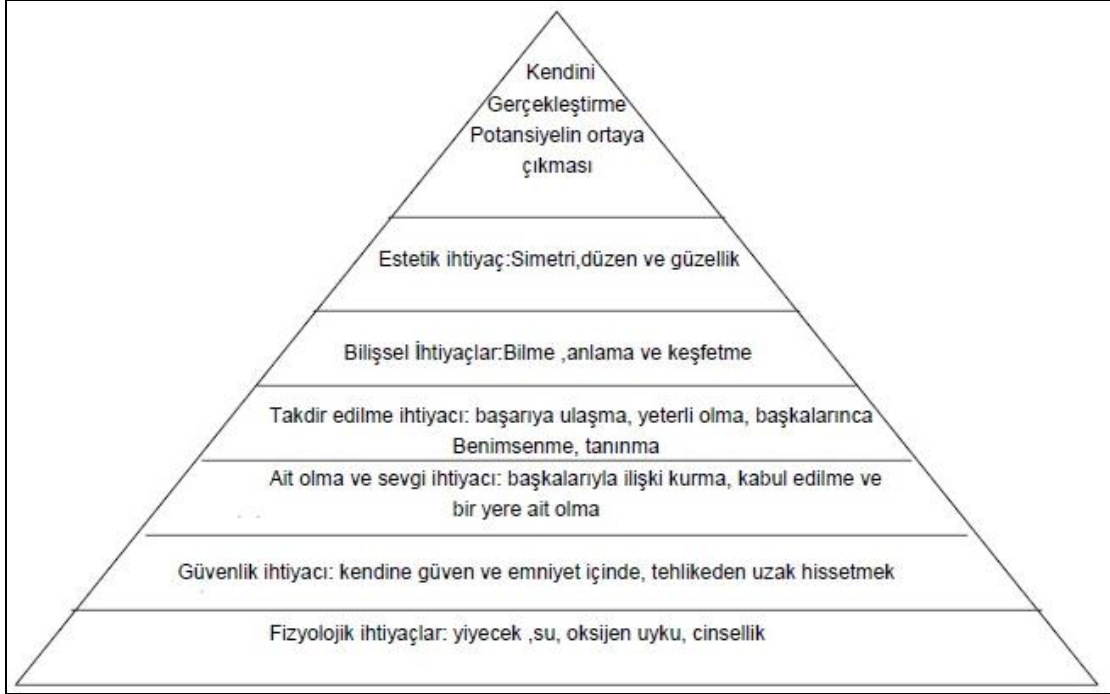 Kendini
Gerçekleştirme
Potansiyelin ortaya
çıkması
Estetik ihtiyaç:Simetri,düzen ve güzellik
Bilişsel İhtiyaçlar:Bilme ,anlama ve keşfetme
Takdir edilme ihtiyacı: başarıya ulaşma, yeterli olma, başkalarınca
Benimsenme, tanınma
Ait olma ve sevgi ihtiyacı: başkalarıyla ilişki kurma, kabul edilme ve
bir yere ait olma
Güvenlik ihtiyacı: kendine güven ve emniyet içinde, tehlikeden uzak hissetmek
Fizyolojik ihtiyaçlar: yiyecek ,su, oksijen uyku, cinsellik